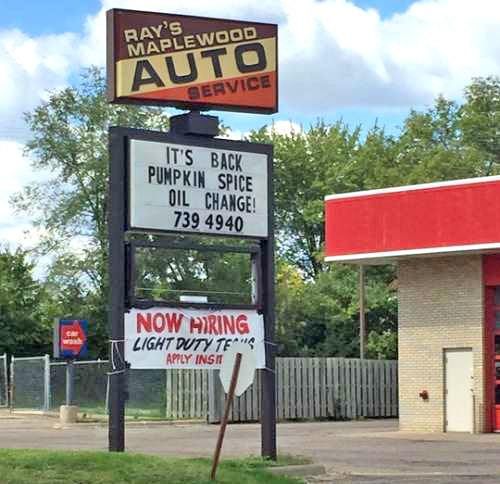 RAY'S
MAPLEWOOD
AUTO
SERVICE
IT'S BACK
PUMPKIN SPICE
OIL CHANGE!
739 4940
NOW HIRING
LIGHT DUTY TECHS
APPLY INSI
car
wash